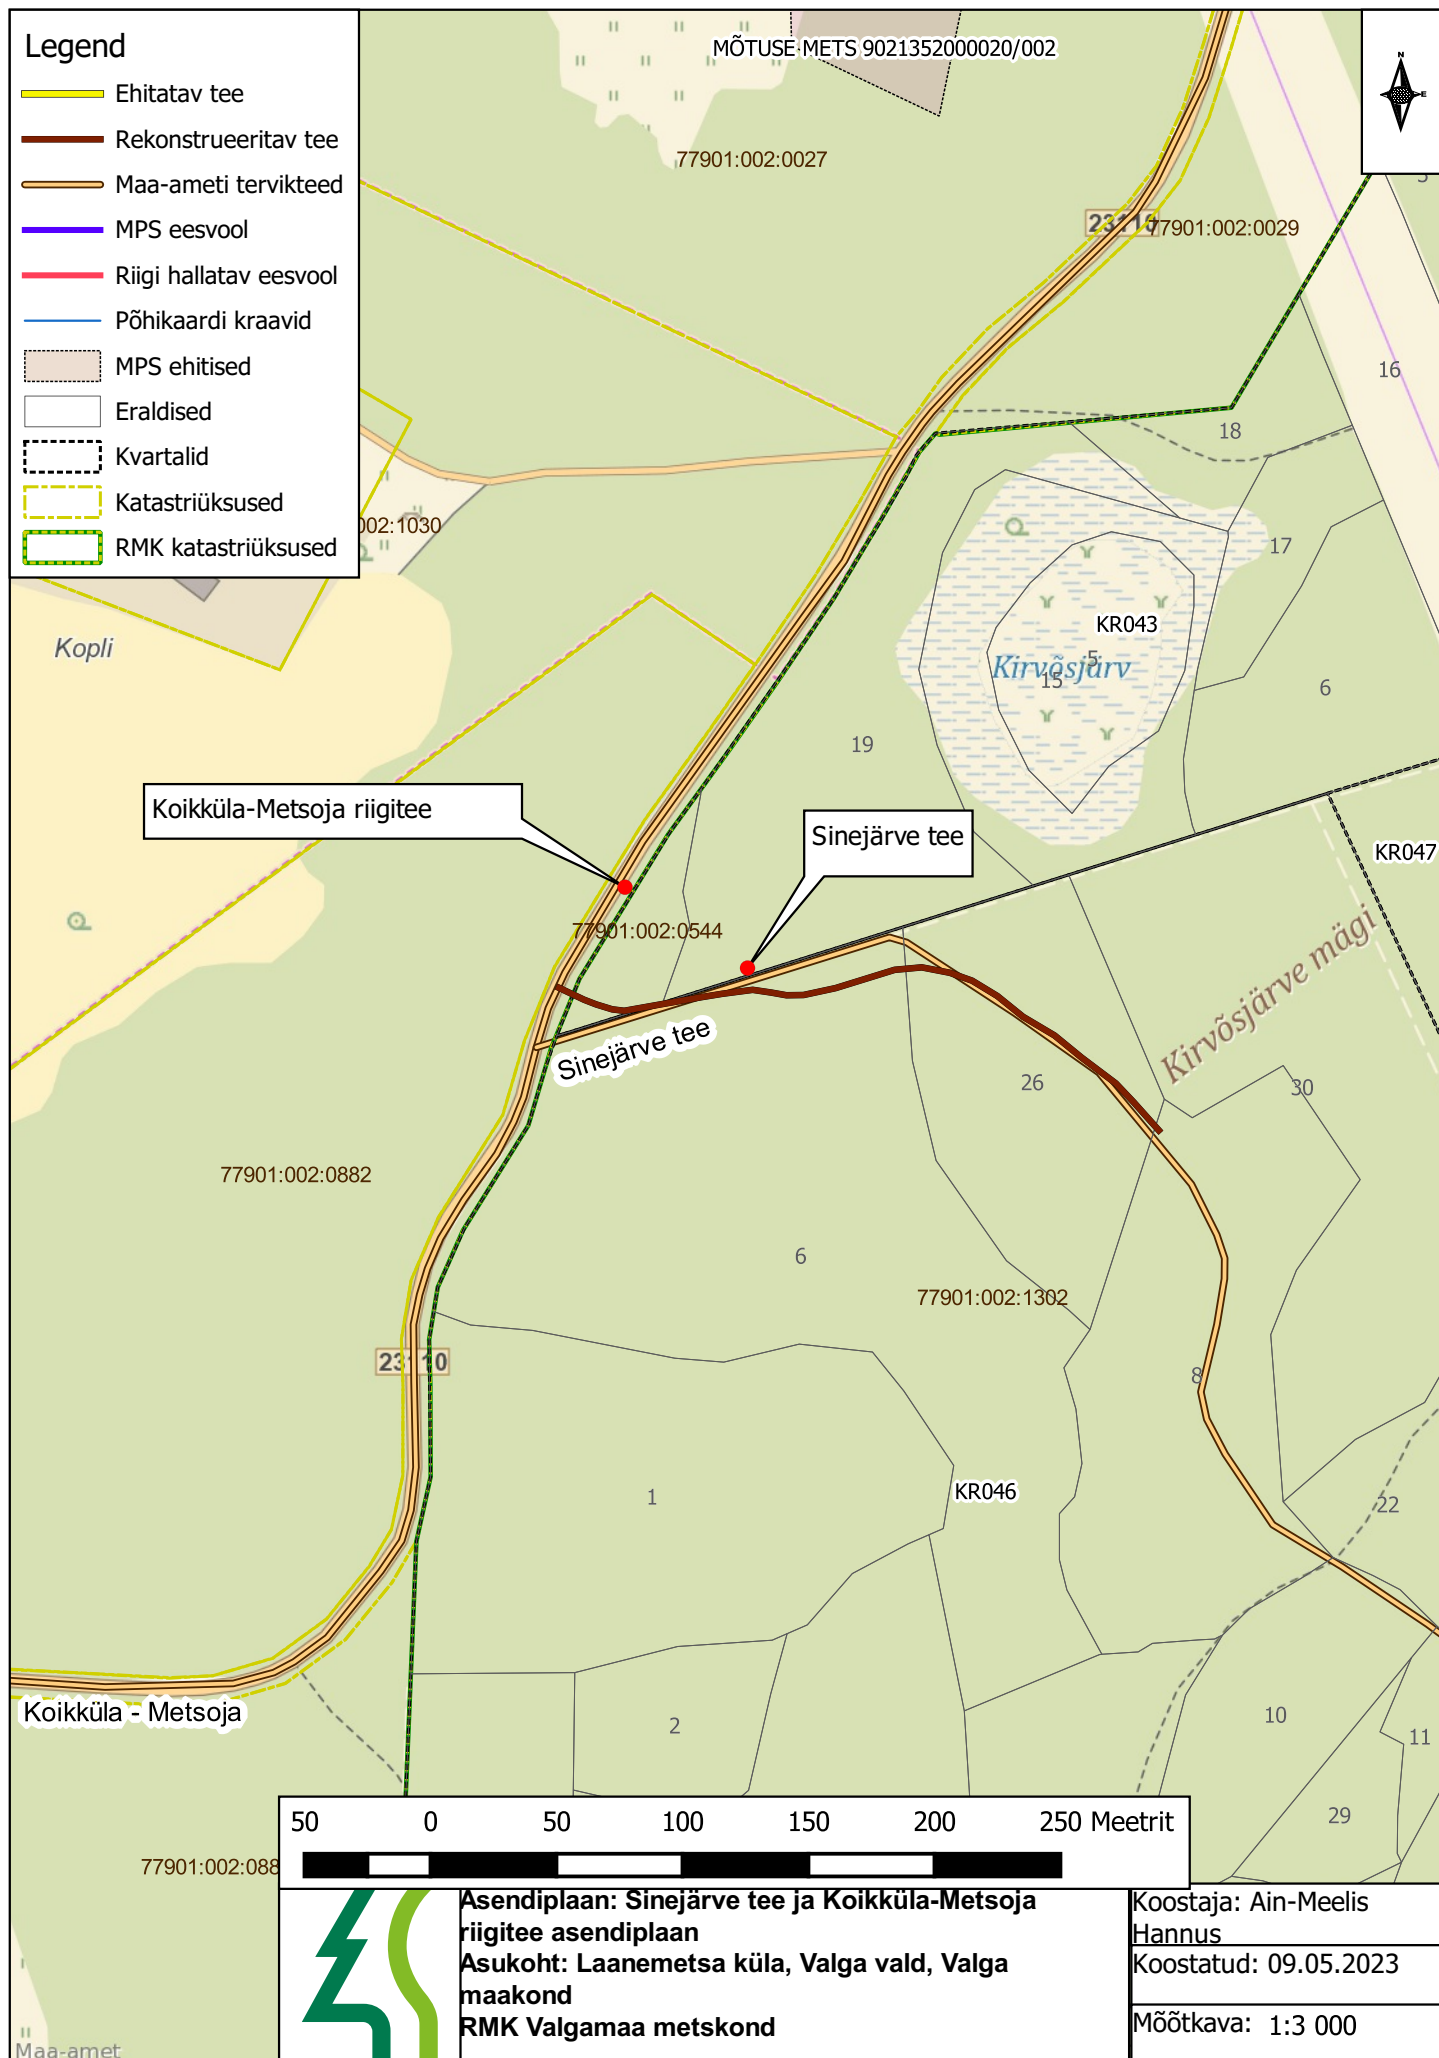 Legend
Ehitatav tee
Rekonstrueeritav tee
Maa-ameti tervikteed
MPS eesvool
Riigi hallatav eesvool
Põhikaardi kraavid
MPS ehitised
Eraldised
Kvartalid
Katastriüksused
RMK katastriüksused
MÕTUSE METS 9021352000020/002
N
E
77901:002:0027
23110
77901:002:0029
16
18
002:1030
17
Kopli
KR043
Kirvõsjärv
5
15
6
19
Koikküla-Metsoja riigitee
Sinejärve tee
KR047
77901:002:0544
Kirvõsjärve mägi
Sinejärve tee
26
30
77901:002:0882
6
77901:002:1302
23110
8
1
KR046
22
Koikküla - Metsoja
2
10
11
29
50 0 50 100 150 200 250 Meetrit
77901:002:088
Asendiplaan: Sinejärve tee ja Koikküla-Metsoja
riigitee asendiplaan
Asukoht: Laanemetsa küla, Valga vald, Valga
maakond
RMK Valgamaa metskond
Koostaja: Ain-Meelis
Hannus
Koostatud: 09.05.2023
Mõõtkava: 1:3 000
Maa-amet